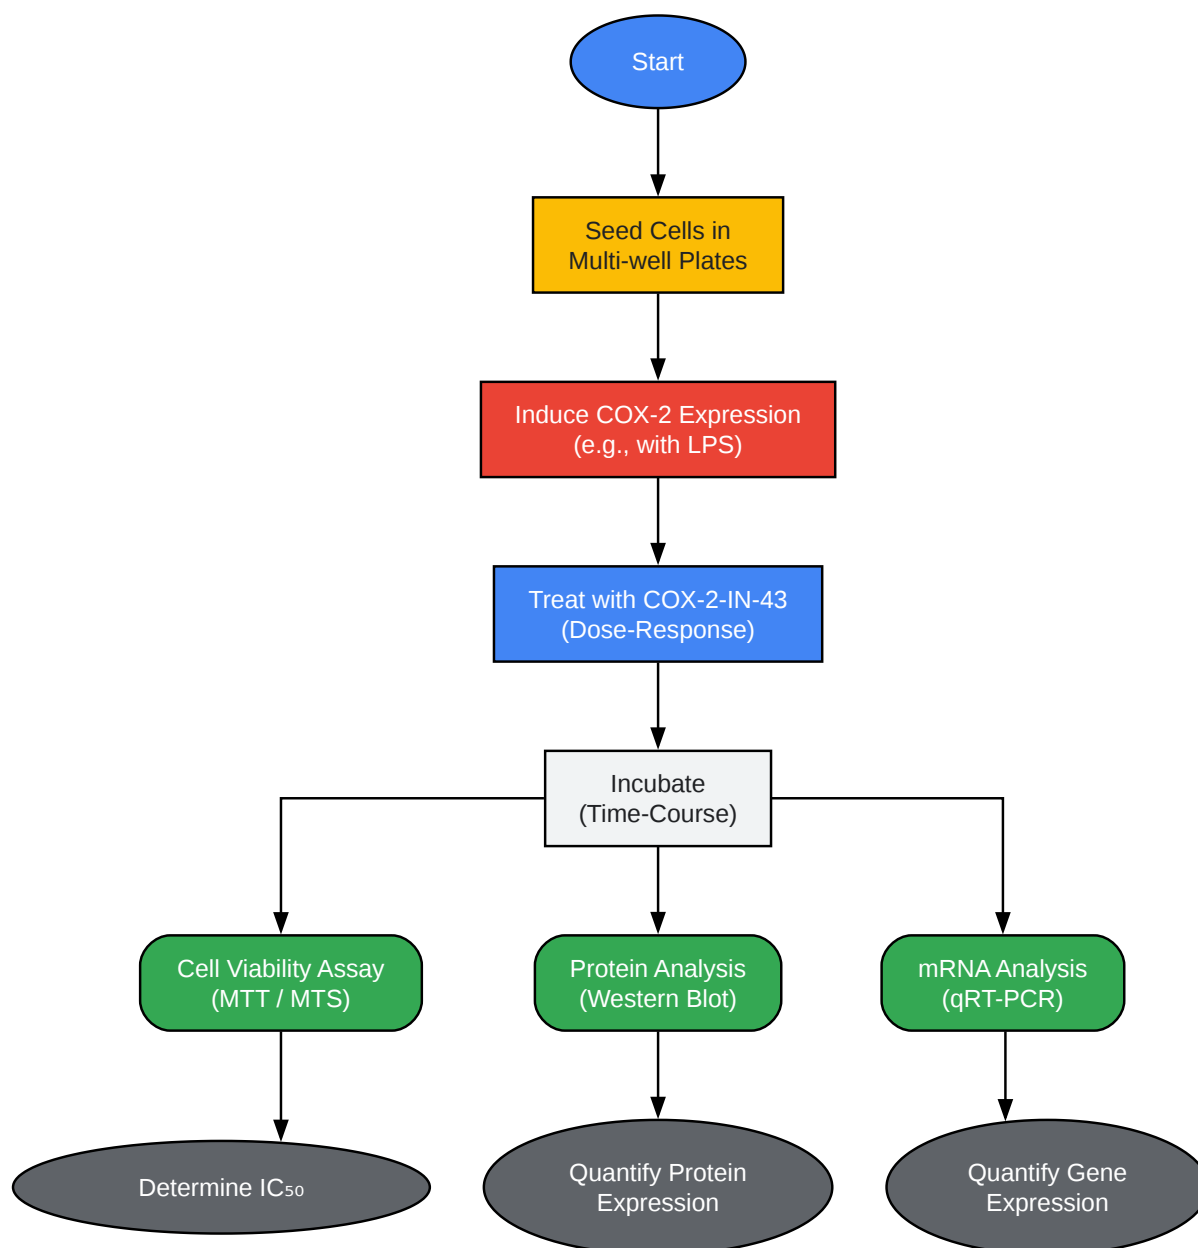 Start
Seed Cells in
Multi-well Plates
Induce COX-2 Expression
(e.g., with LPS)
Treat with COX-2-IN-43
(Dose-Response)
Incubate
(Time-Course)
Cell Viability Assay
(MTT / MTS)
Protein Analysis
(Western Blot)
mRNA Analysis
(qRT-PCR)
Determine IC₅₀
Quantify Protein
Expression
Quantify Gene
Expression